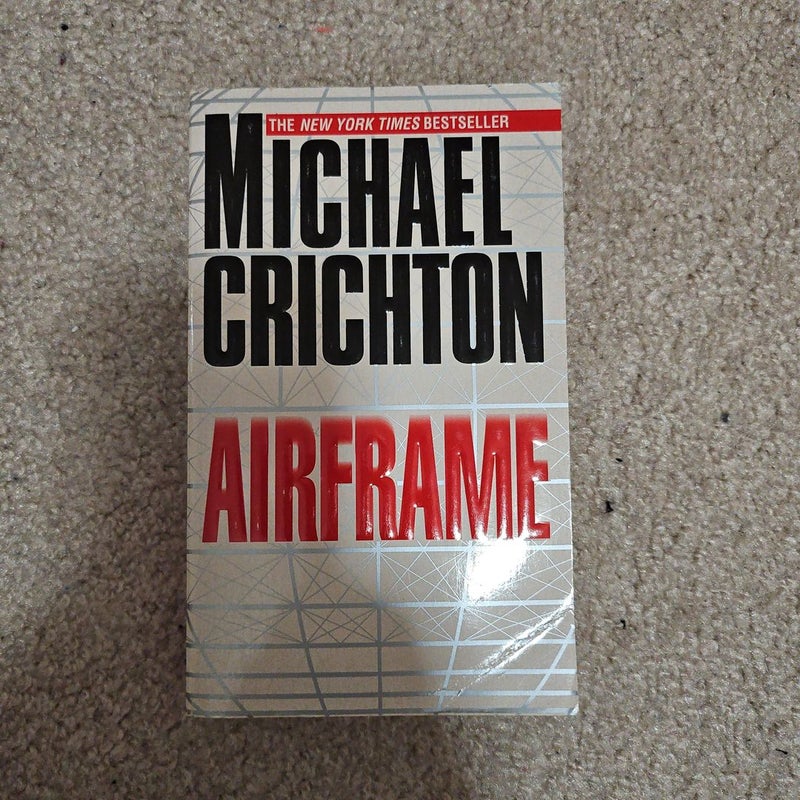 THE NEW YORK TIMES BESTSELLER
MICHAEL
CRICHTON
AIRFRAME